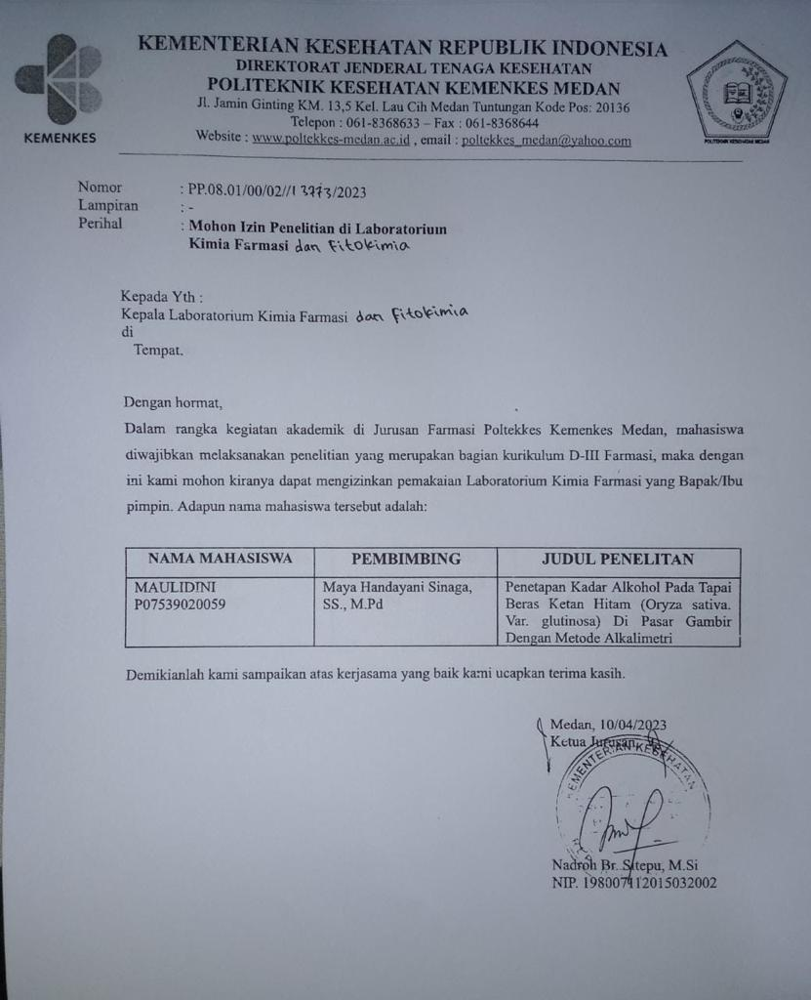 KEMENTERIAN KESEHATAN REPUBLIK INDONESIA
DIREKTORAT JENDERAL TENAGA KESEHATAN
POLITEKNIK KESEHATAN KEMENKES MEDAN
Jl. Jamin Ginting KM. 13,5 Kel. Lau Cih Medan Tuntungan Kode Pos: 20136
Telepon : 061-8368633 – Fax : 061-8368644
Website : www.poltekkes-medan.ac.id , email : poltekkes_medan@yahoo.com
KEMENKES
POLITEKNIK KESEHATAN MEDAN
Nomor : PP.08.01/00/02//1373/2023
Lampiran : -
Perihal : Mohon Izin Penelitian di Laboratorium
Kimia Farmasi dan Fitokimia
Kepada Yth :
Kepala Laboratorium Kimia Farmasi dan Fitokimia
di
Tempat.
Dengan hormat,
Dalam rangka kegiatan akademik di Jurusan Farmasi Poltekkes Kemenkes Medan, mahasiswa
diwajibkan melaksanakan penelitian yang merupakan bagian kurikulum D-III Farmasi, maka dengan
ini kami mohon kiranya dapat mengizinkan pemakaian Laboratorium Kimia Farmasi yang Bapak/Ibu
pimpin. Adapun nama mahasiswa tersebut adalah:
NAMA MAHASISWA PEMBIMBING JUDUL PENELITAN
MAULIDINI Maya Handayani Sinaga, Penetapan Kadar Alkohol Pada Tapai
P07539020059 SS., M.Pd Beras Ketan Hitam (Oryza sativa.
Var. glutinosa) Di Pasar Gambir
Dengan Metode Alkalimetri
Demikianlah kami sampaikan atas kerjasama yang baik kami ucapkan terima kasih.
Medan, 10/04/2023
Ketua Jurusan,
KEMENTERIAN KESEHATAN
Nadroh Br. Sitepu, M.Si
NIP. 198007112015032002